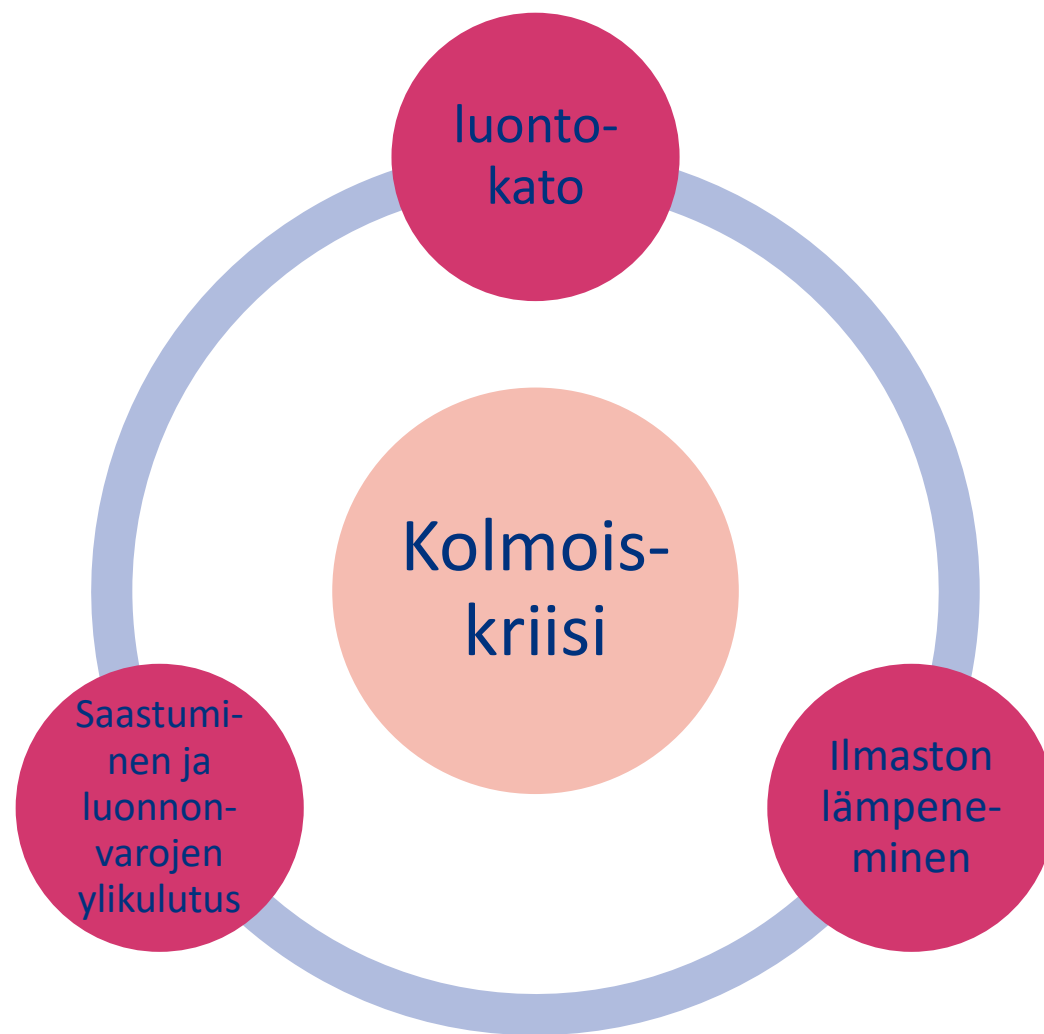 luonto-
kato
Kolmois-
kriisi
Saastumi-
nen ja
luonnon-
varojen
ylikulutus
Ilmaston
lämpene-
minen